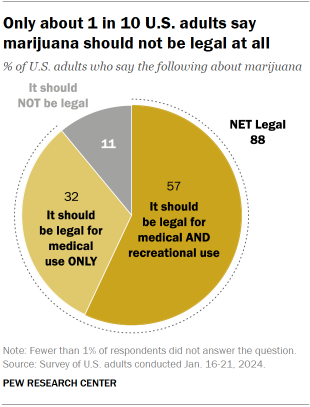 Only about 1 in 10 U.S. adults say
marijuana should not be legal at all
% of U.S. adults who say the following about marijuana
It should
NOT be legal
11
NET Legal
88
57
It should
be legal for
medical AND
recreational use
32
It should
be legal for
medical
use ONLY
Note: Fewer than 1% of respondents did not answer the question.
Source: Survey of U.S. adults conducted Jan. 16-21, 2024.
PEW RESEARCH CENTER